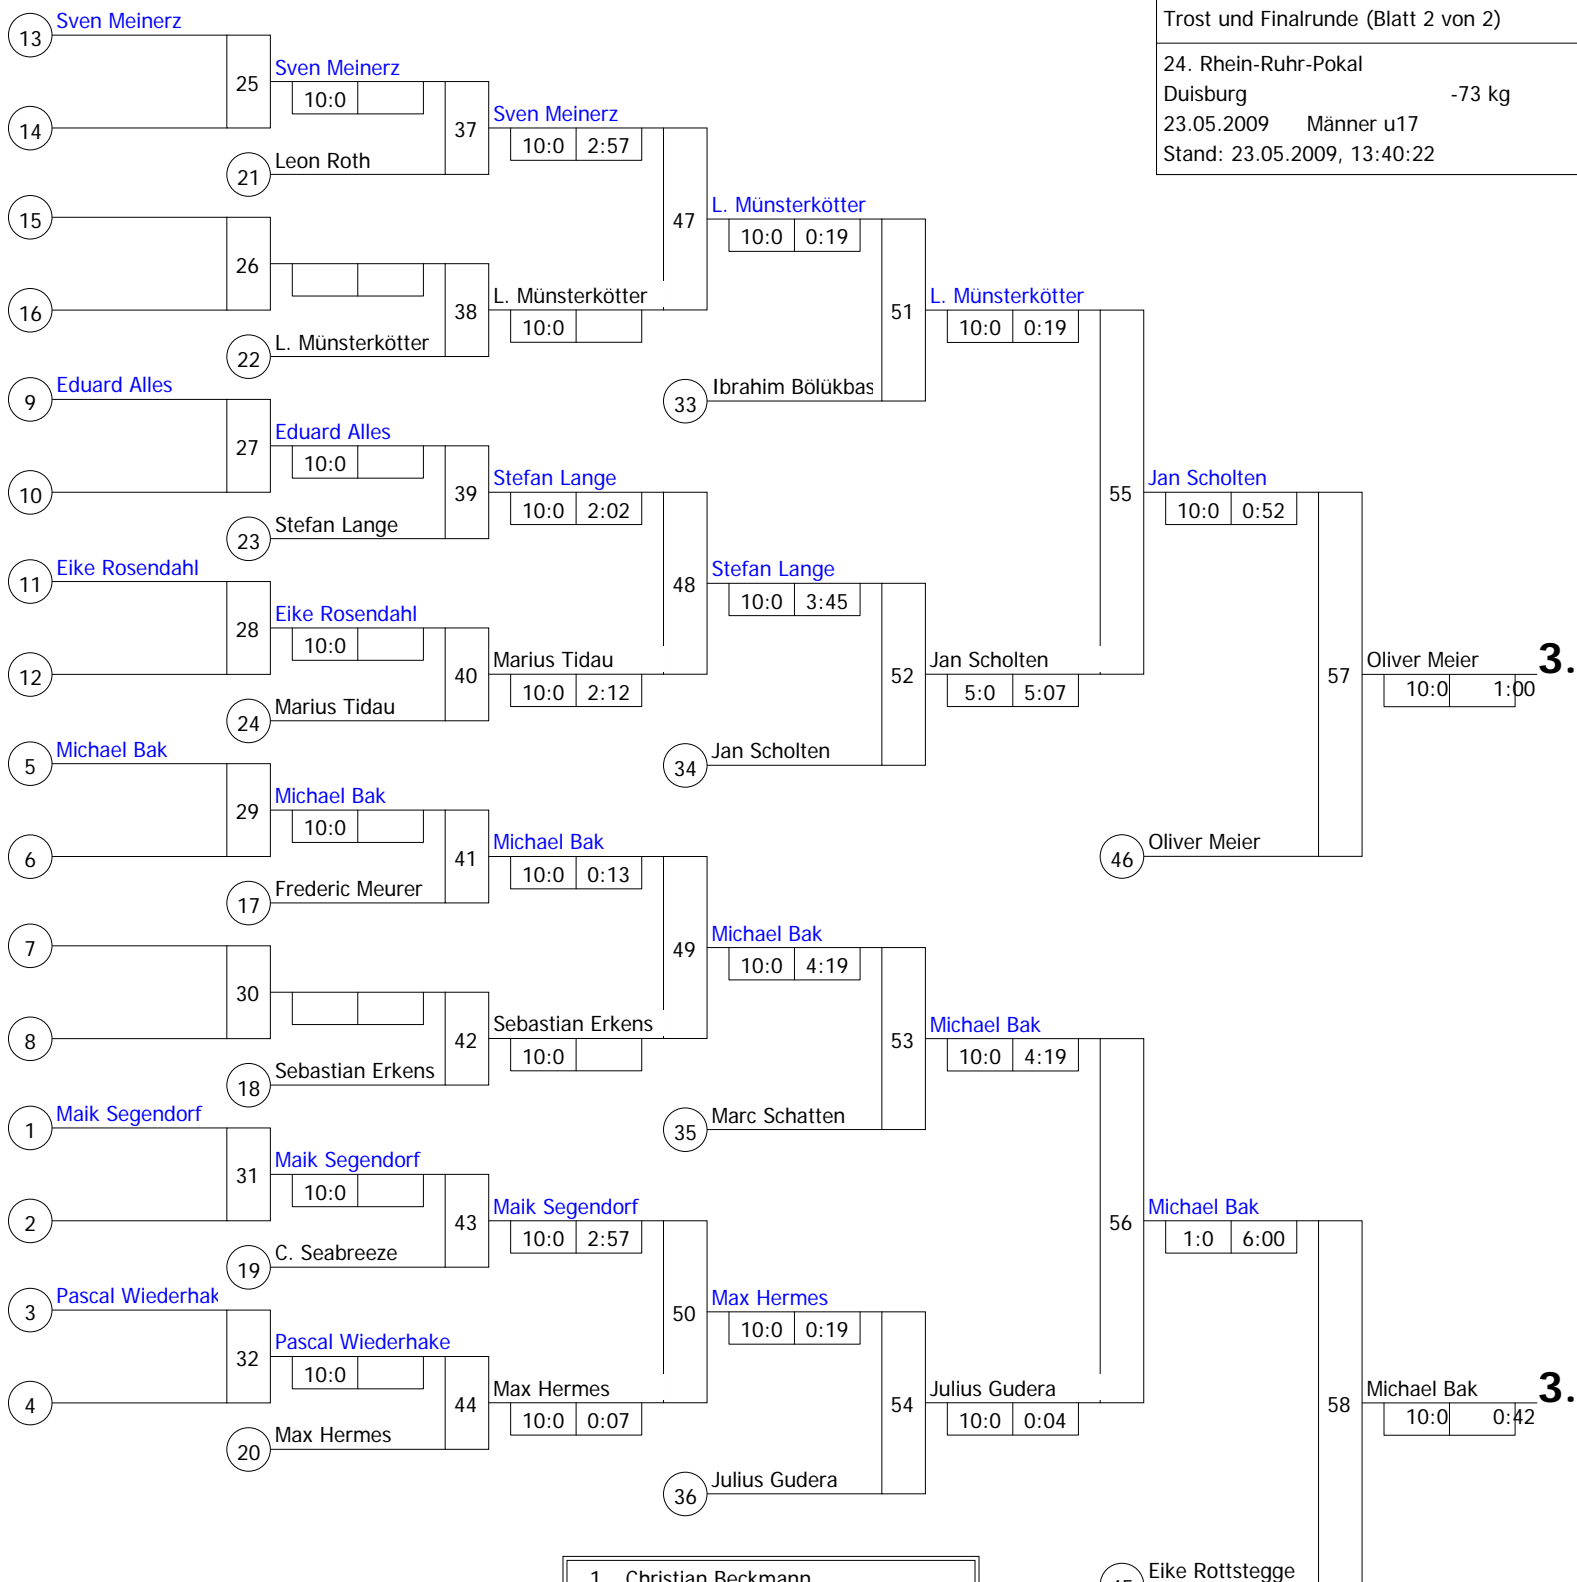 Trost und Finalrunde (Blatt 2 von 2)
24. Rhein-Ruhr-Pokal
Duisburg -73 kg
23.05.2009 Männer u17
Stand: 23.05.2009, 13:40:22
13 Sven Meinerz
25 Sven Meinerz
10:0
14
37 Sven Meinerz
10:0 2:57
21 Leon Roth
15
47 L. Münsterkötter
10:0 0:19
26
16
38 L. Münsterkötter
10:0
22 L. Münsterkötter
51 L. Münsterkötter
10:0 0:19
33 Ibrahim Bölükbas
9 Eduard Alles
27 Eduard Alles
10:0
10
39 Stefan Lange
10:0 2:02
23 Stefan Lange
55 Jan Scholten
10:0 0:52
11 Eike Rosendahl
48 Stefan Lange
10:0 3:45
28 Eike Rosendahl
10:0
12
40 Marius Tidau
10:0 2:12
24 Marius Tidau
52 Jan Scholten
5:0 5:07
34 Jan Scholten
57 Oliver Meier 3.
10:0 1:00
46 Oliver Meier
5 Michael Bak
29 Michael Bak
10:0
6
41 Michael Bak
10:0 0:13
17 Frederic Meurer
7
49 Michael Bak
10:0 4:19
30
8
42 Sebastian Erkens
10:0
18 Sebastian Erkens
53 Michael Bak
10:0 4:19
35 Marc Schatten
1 Maik Segendorf
31 Maik Segendorf
10:0
2
43 Maik Segendorf
10:0 2:57
19 C. Seabreeze
56 Michael Bak
1:0 6:00
3 Pascal Wiederhak
50 Max Hermes
10:0 0:19
32 Pascal Wiederhake
10:0
4
44 Max Hermes
10:0 0:07
20 Max Hermes
54 Julius Gudera
10:0 0:04
36 Julius Gudera
58 Michael Bak 3.
10:0 0:42
Eike Rottstegge
1. Christian Beckmann